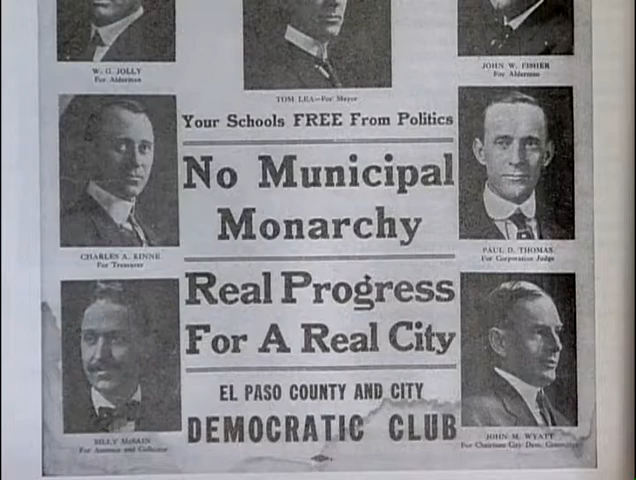 W. G. JOLLY
For Alderman
TOM LEA—For Mayor
JOHN W. FISHER
For Alderman
Your Schools FREE From Politics
No Municipal
Monarchy
CHARLES A. KINNE
For Treasurer
PAUL D. THOMAS
For Corporation Judge
Real Progress
For A Real City
EL PASO COUNTY AND CITY
DEMOCRATIC CLUB
BILLY
For Assessor and Collector
JOHN M. WYATT
For Chairman City Dem. Committee